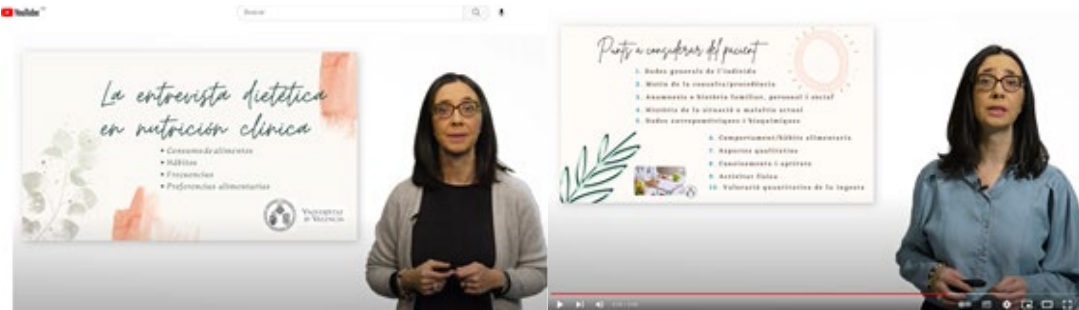 YouTube
Buscar
La entrevista dietética
en nutrición clínica
• Consumo de alimentos
• Hábitos
• Frecuencias
• Preferencias alimentarias
VNIVERSITAT
DE VALÈNCIA
Punts a considerar del pacient
1. Dades generals de l'individu
2. Motiu de la consulta/procedència
3. Anamnesis o història familiar, personal i social
4. Història de la situació o malaltia actual
5. Dades antropomètriques i bioquímiques
6. Comportament/hàbits alimentaris
7. Aspectes qualitatius
8. Coneixements i aptituts
9. Activitat física
10. Valoració quantitativa de la ingesta